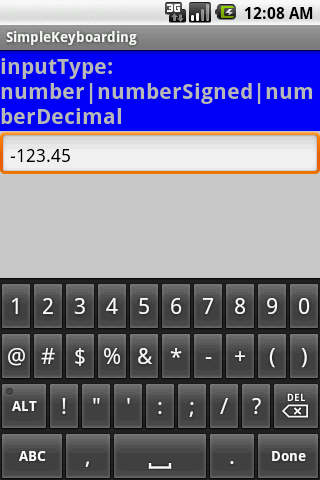 3G 12:08 AM
SimpleKeyboarding
inputType:
number|numberSigned|num
berDecimal
-123.45
1 2 3 4 5 6 7 8 9 0
@ # $ % & * - + ( )
ALT ! " ' : ; / ? DEL
ABC , . Done